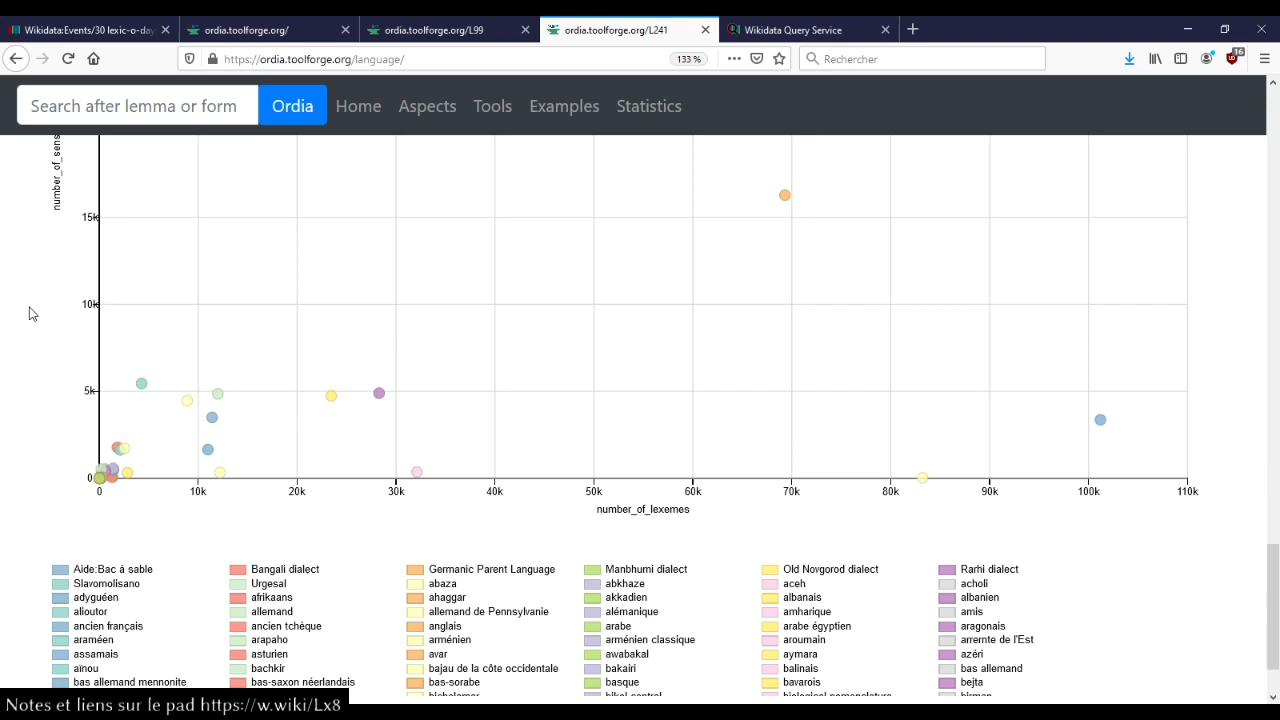 Wikidata:Events/30 lexic-o-day
ordia.toolforge.org/
ordia.toolforge.org/L99
ordia.toolforge.org/L241
Wikidata Query Service
https://ordia.toolforge.org/language/
133 %
Rechercher
16
Search after lemma or form
Ordia
Home
Aspects
Tools
Examples
Statistics
number_of_sens
15k
10k
5k
0
0 10k 20k 30k 40k 50k 60k 70k 80k 90k 100k 110k
number_of_lexemes
Aide:Bac à sable Bangali dialect Germanic Parent Language Manbhumi dialect Old Novgorod dialect Rarhi dialect
Slavomolisano Urgesal abaza abkhaze aceh acholi
adyguéen afrikaans ahaggar akkadien albanais albanien
alioutor allemand allemand de Pennsylvanie alémanique amharique amis
ancien français ancien tchèque anglais arabe arabe égyptien aragonais
araméen arapaho arménien arménien classique aroumain arrernte de l'Est
assamais asturien avar awabakal aymara azéri
aïnou bachkir bajau de la côte occidentale bakairi balinais bas allemand
bas allemand mennonite bas-saxon néerlandais bas-sorabe basque bavarois bejta
Notes et liens sur le pad https://w.wiki/Lx8